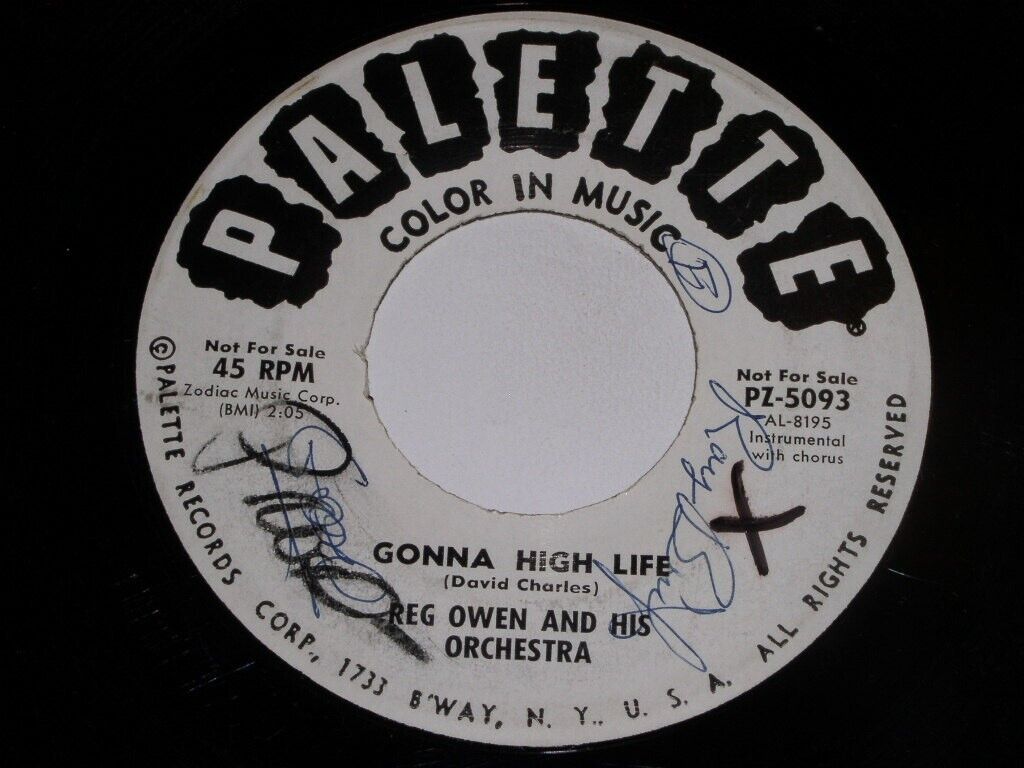 PALETTE
®
COLOR IN MUSIC
B
Not For Sale
45 RPM
Zodiac Music Corp.
(BMI) 2:05
Not For Sale
PZ-5093
AL-8195
Instrumental
with chorus
X
GONNA HIGH LIFE
(David Charles)
REG OWEN AND HIS
ORCHESTRA
© PALETTE RECORDS CORP., 1733 B'WAY, N. Y., U. S. A. ALL RIGHTS RESERVED